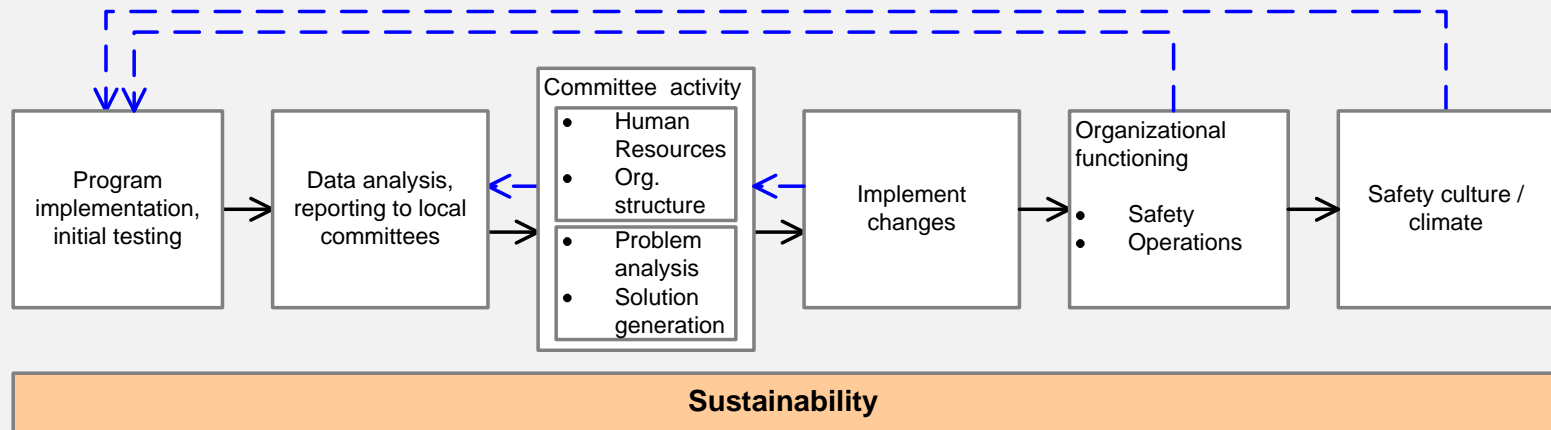 Program
implementation,
initial testing
Data analysis,
reporting to local
committees
Committee activity
• Human
Resources
• Org.
structure
• Problem
analysis
• Solution
generation
Implement
changes
Organizational
functioning
• Safety
• Operations
Safety culture /
climate
Sustainability